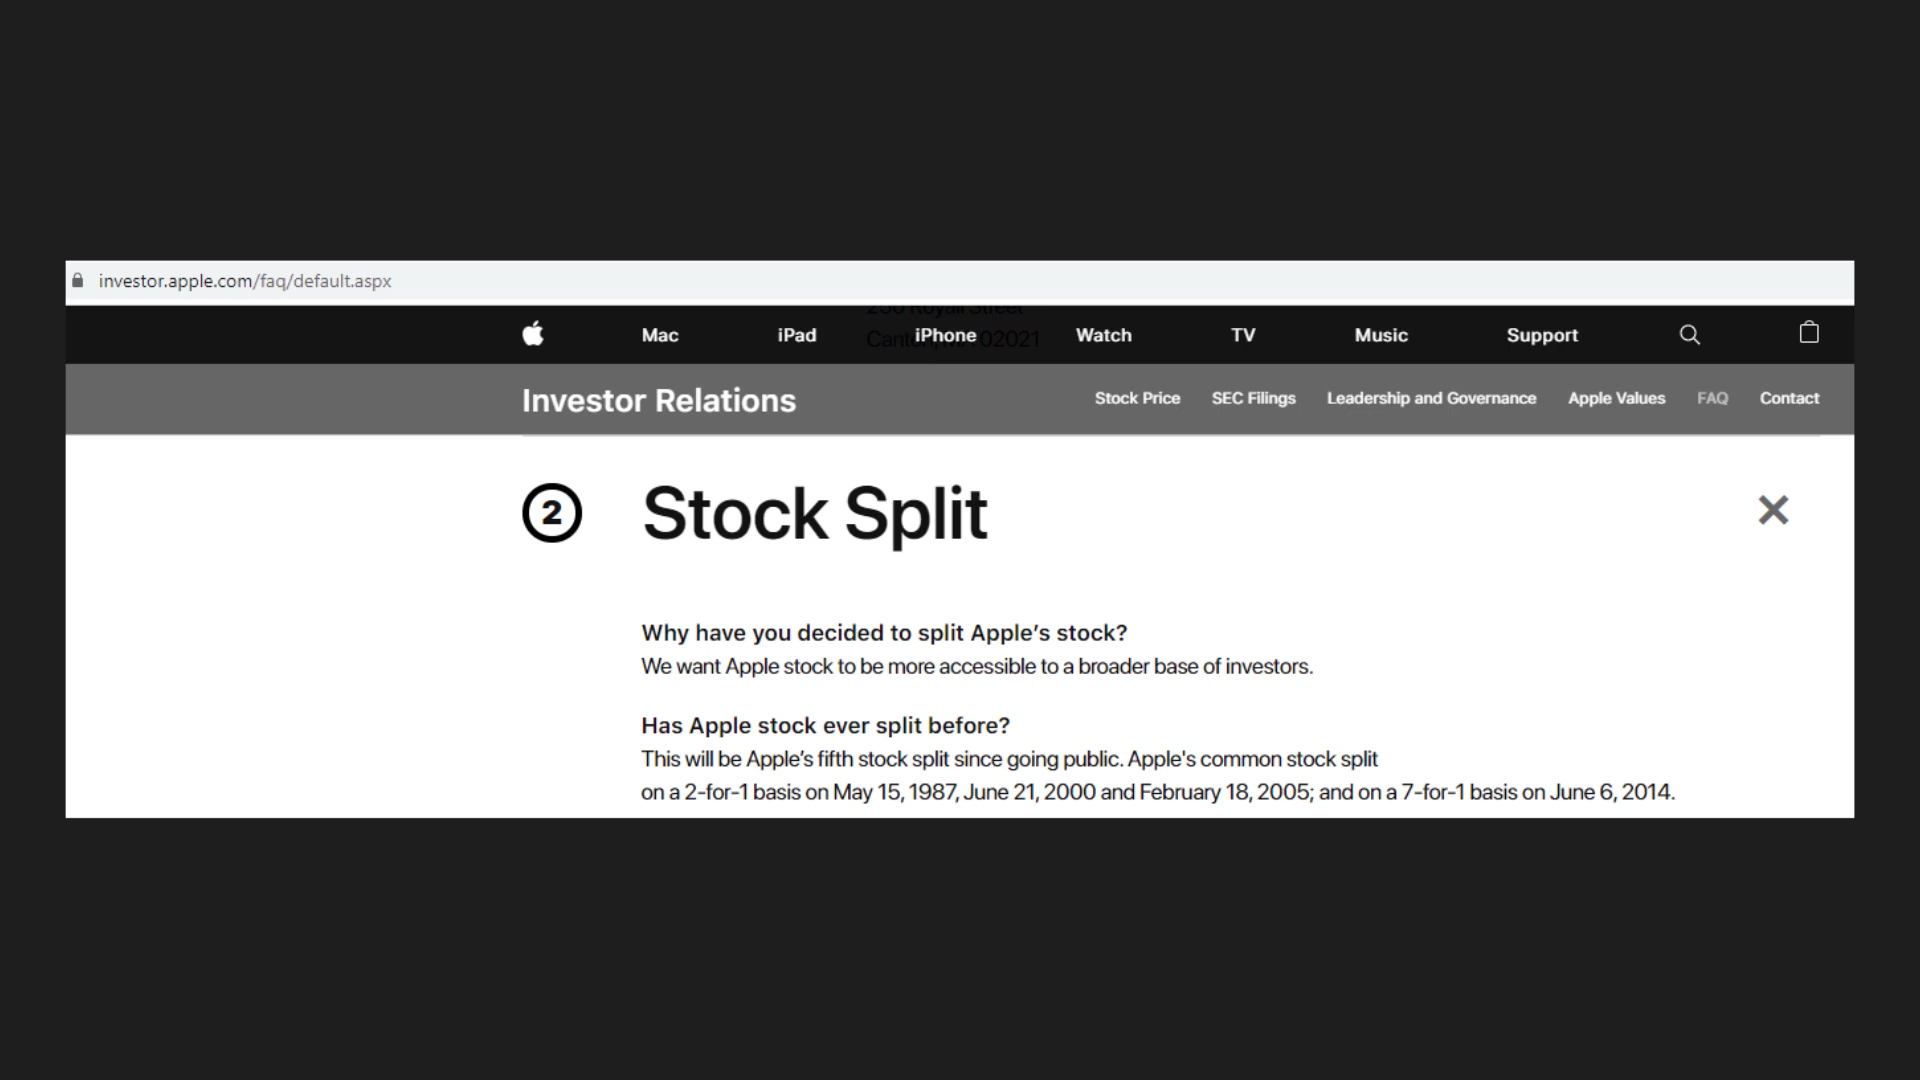 investor.apple.com/faq/default.aspx
Mac iPad iPhone Watch TV Music Support
Investor Relations Stock Price SEC Filings Leadership and Governance Apple Values FAQ Contact
2 Stock Split
Why have you decided to split Apple’s stock?
We want Apple stock to be more accessible to a broader base of investors.
Has Apple stock ever split before?
This will be Apple’s fifth stock split since going public. Apple's common stock split
on a 2-for-1 basis on May 15, 1987, June 21, 2000 and February 18, 2005; and on a 7-for-1 basis on June 6, 2014.